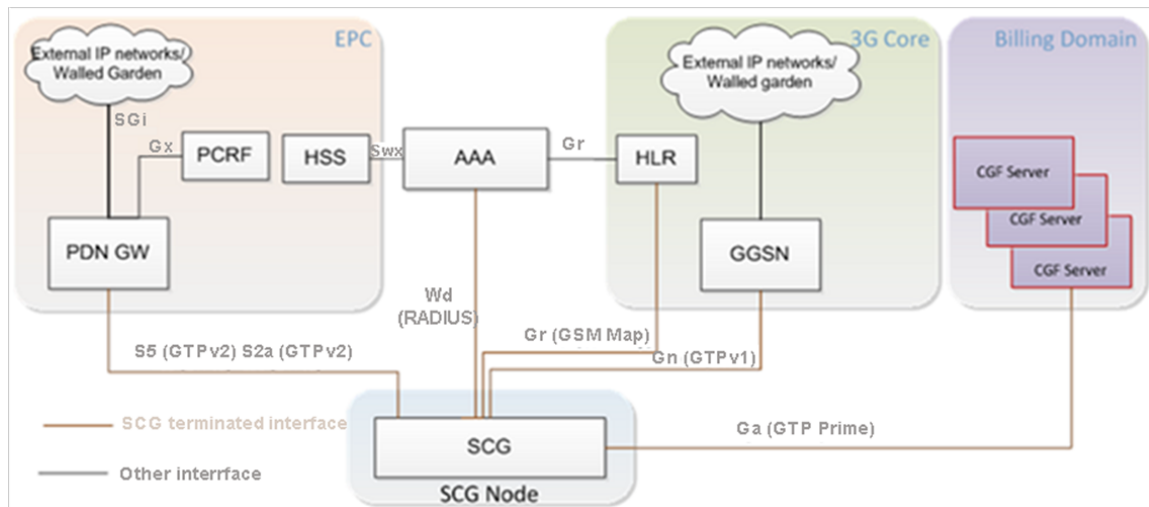 EPC
External IP networks/
Walled Garden
SGi
Gx
PCRF
HSS
Swx
AAA
Gr
HLR
PDN GW
3G Core
External IP networks/
Walled garden
GGSN
Billing Domain
CGF Server
CGF Server
CGF Server
Wd
(RADIUS)
Gr (GSM Map)
Gn (GTPv1)
S5 (GTPv2) S2a (GTPv2)
SCG terminated interface
Other interrface
Ga (GTP Prime)
SCG
SCG Node